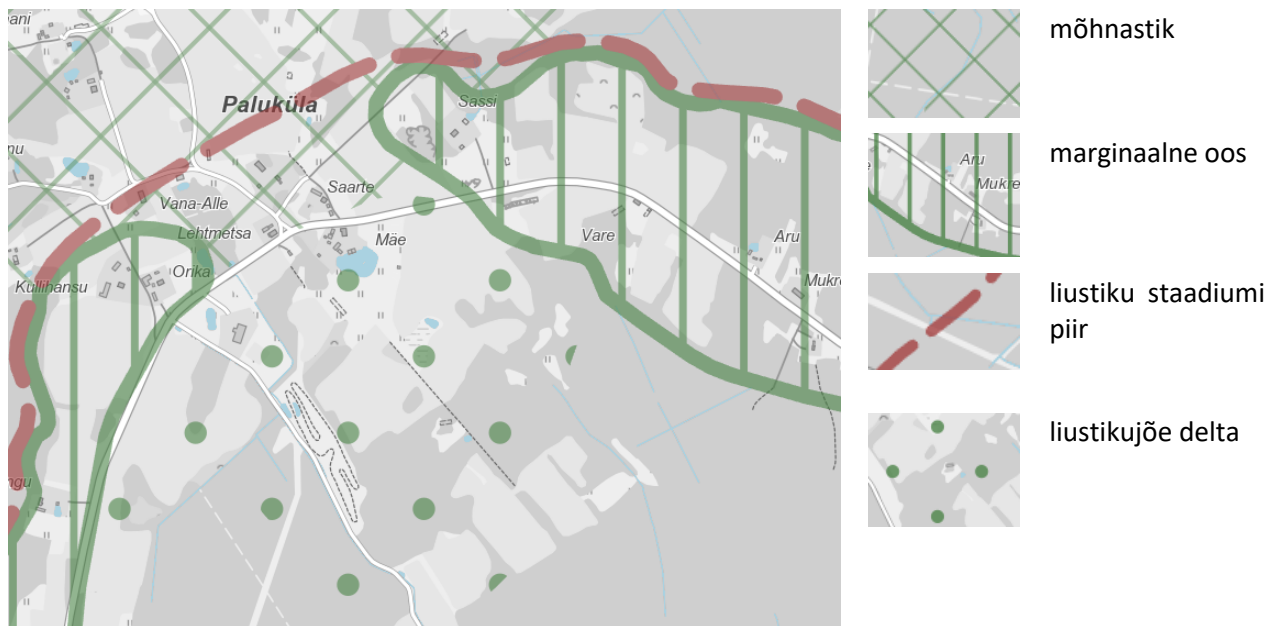 Paluküla
Sassi
Saarte
Vana-Alle
Lehtmetsa
Mäe
Vare
Aru
Orika
Kullihansu
Mukre
mõhnastik
Aru
Mukre
marginaalne oos
liustiku staadiumi
piir
liustikujõe delta